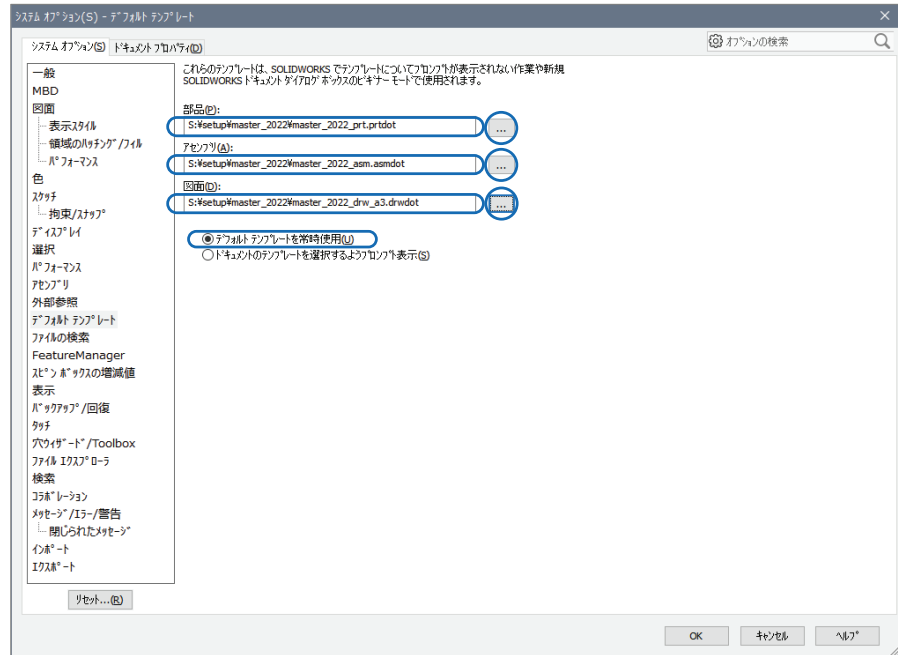 システム オプション(S) - デフォルト テンプレート
システム オプション(S)
ドキュメント プロパティ(D)
オプションの検索
一般
MBD
図面
表示スタイル
領域のハッチング/フィル
パフォーマンス
色
スケッチ
拘束/スナップ
ディスプレイ
選択
パフォーマンス
アセンブリ
外部参照
デフォルト テンプレート
ファイルの検索
FeatureManager
スピン ボックスの増減値
表示
バックアップ/回復
タッチ
穴ウィザード/Toolbox
ファイル エクスプローラ
検索
コラボレーション
メッセージ/エラー/警告
閉じられたメッセージ
インポート
エクスポート
リセット...(R)
これらのテンプレートは、SOLIDWORKS でテンプレートについてプロンプトが表示されない作業や新規
SOLIDWORKS ドキュメント ダイアログ ボックスのビギナー モードで使用されます。
部品(P):
S:¥setup¥master_2022¥master_2022_prt.prtdot
...
アセンブリ(A):
S:¥setup¥master_2022¥master_2022_asm.asmdot
...
図面(D):
S:¥setup¥master_2022¥master_2022_drw_a3.drwdot
...
デフォルト テンプレートを常時使用(U)
ドキュメントのテンプレートを選択するようプロンプト表示(S)
OK
キャンセル
ヘルプ